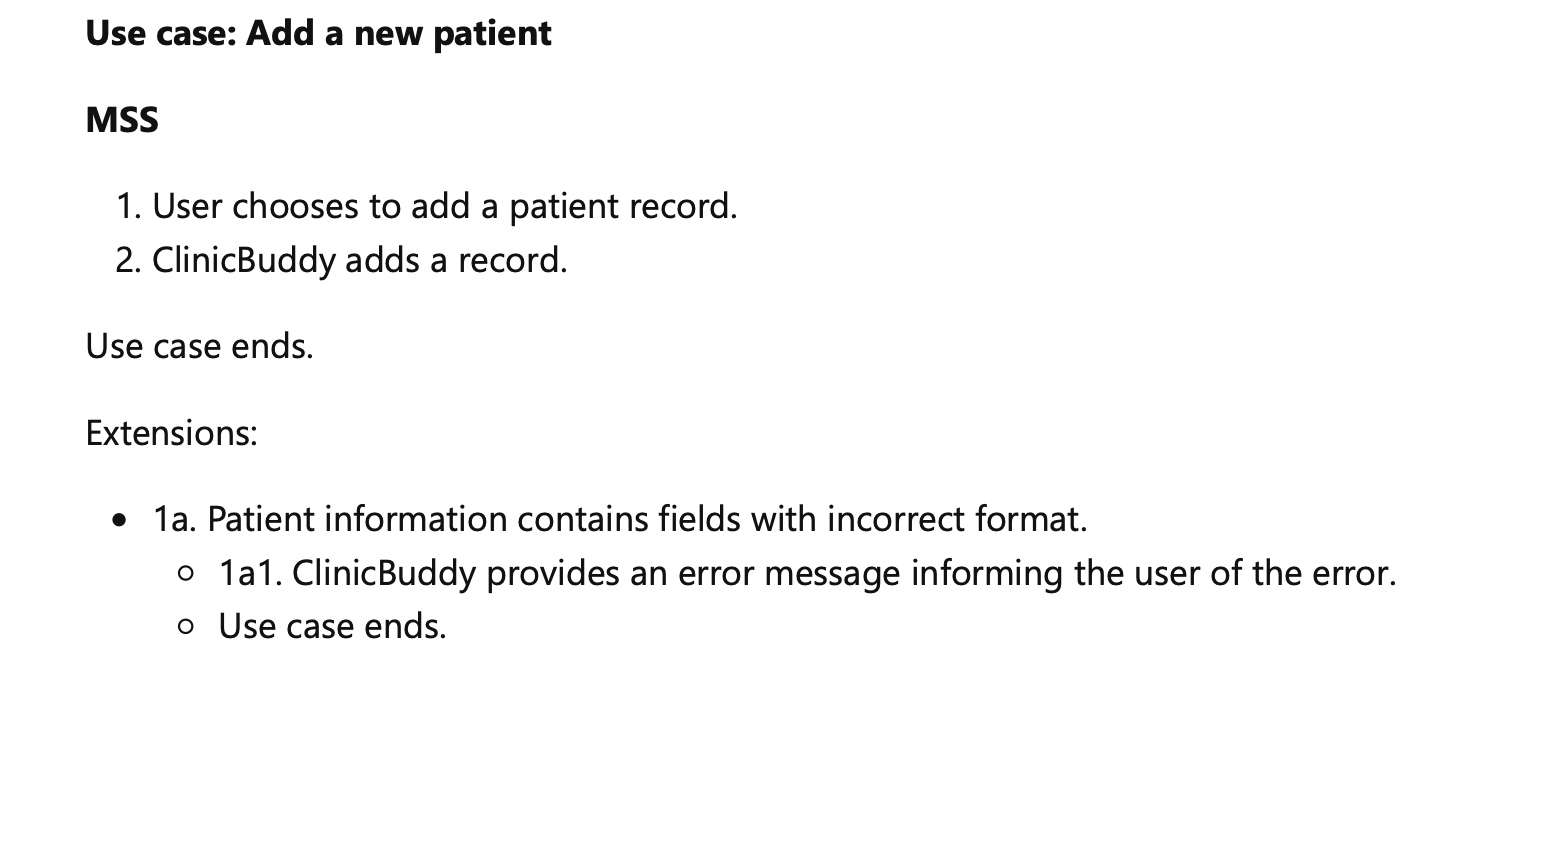 Use case: Add a new patient
MSS
1. User chooses to add a patient record.
2. ClinicBuddy adds a record.
Use case ends.
Extensions:
• 1a. Patient information contains fields with incorrect format.
○ 1a1. ClinicBuddy provides an error message informing the user of the error.
○ Use case ends.